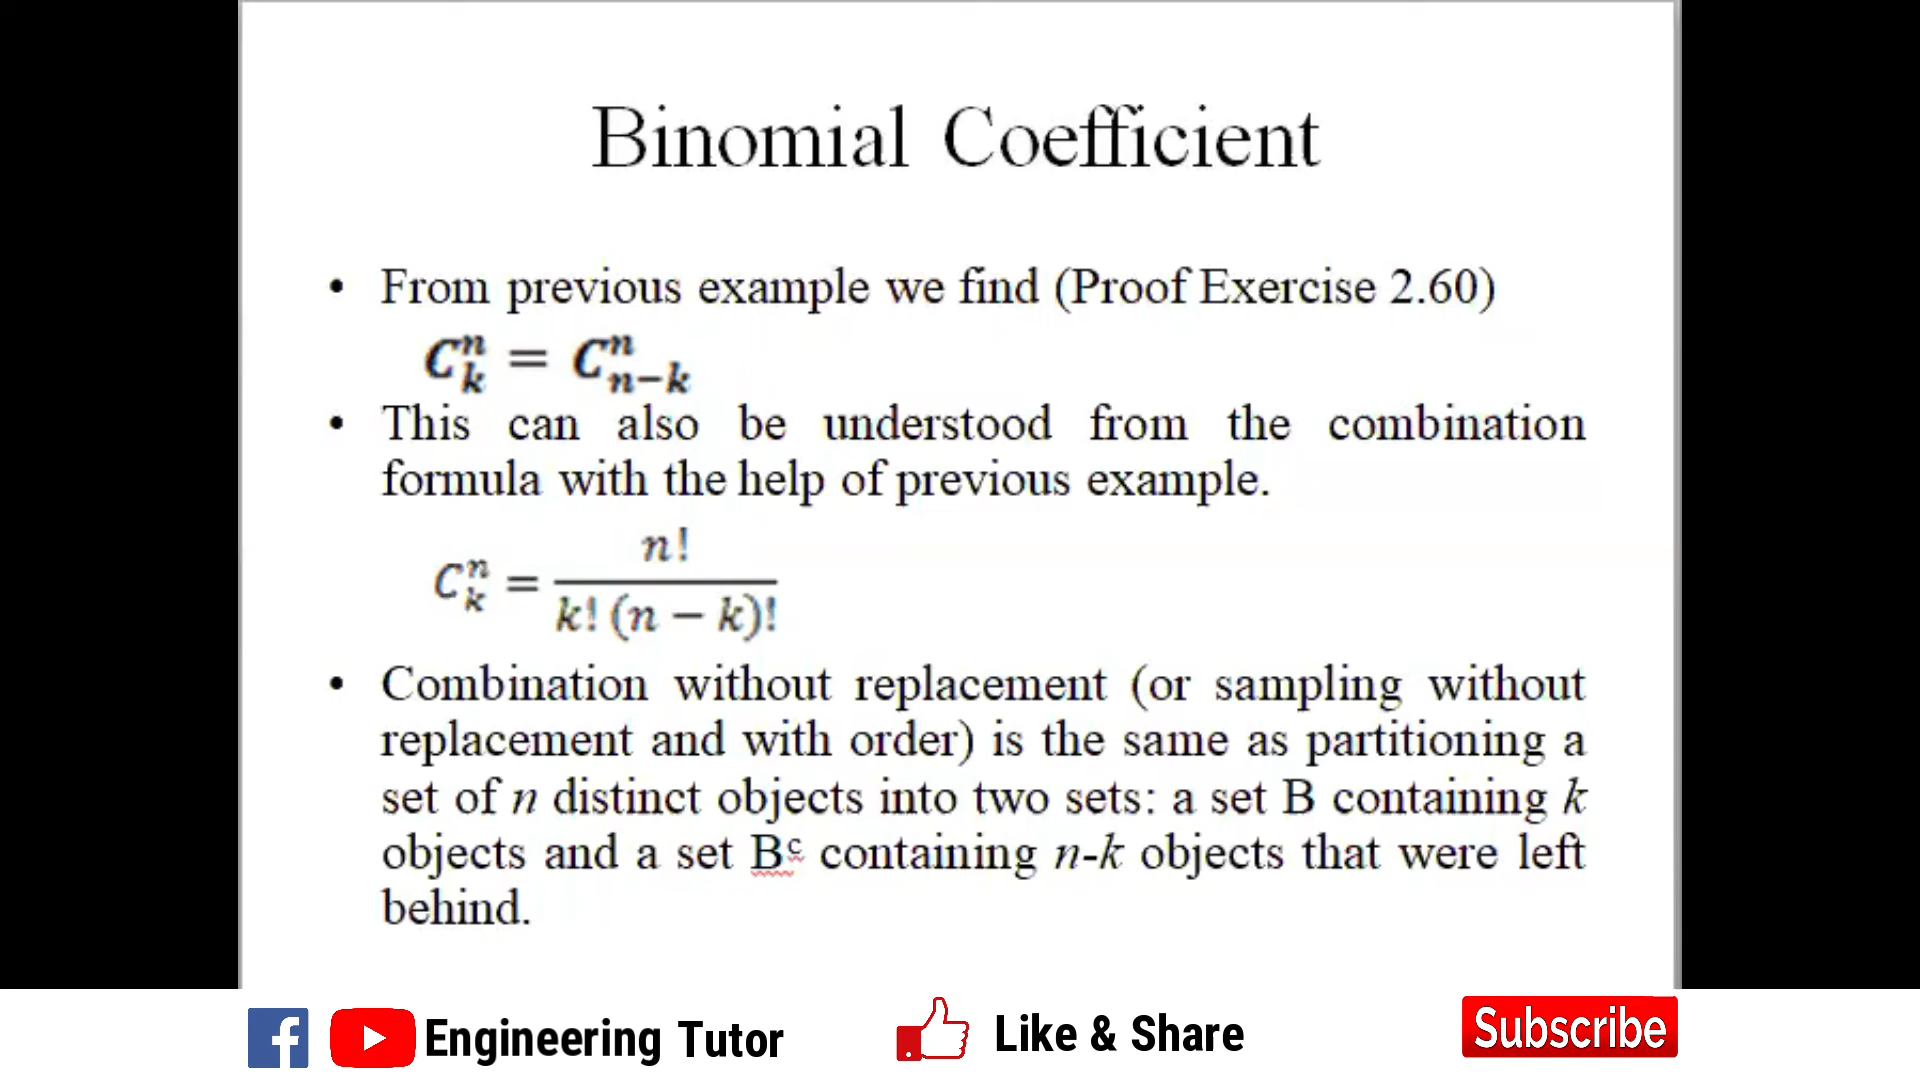 Binomial Coefficient
• From previous example we find (Proof Exercise 2.60)
C^n_k = C^n_{n−k}
• This can also be understood from the combination
formula with the help of previous example.
C^n_k = n! / k! (n − k)!
• Combination without replacement (or sampling without
replacement and with order) is the same as partitioning a
set of n distinct objects into two sets: a set B containing k
objects and a set Bᶜ containing n-k objects that were left
behind.
Engineering Tutor Like & Share Subscribe